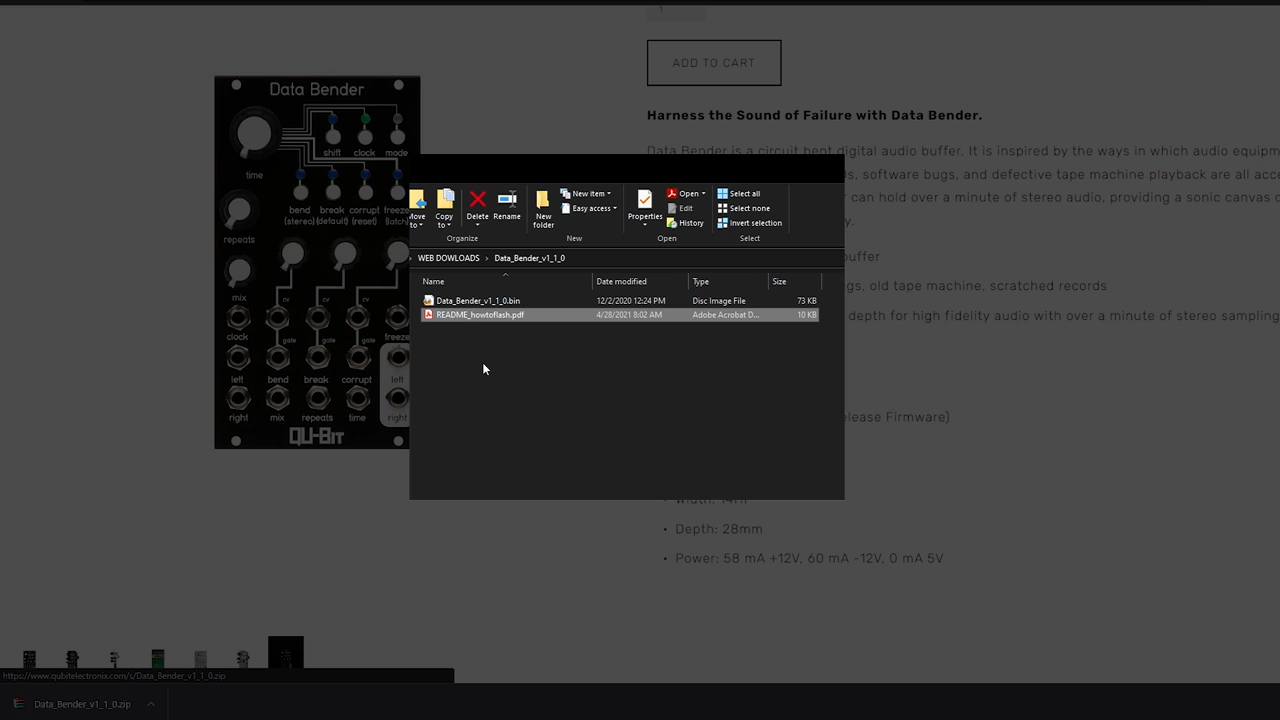 1
ADD TO CART
Harness the Sound of Failure with Data Bender.
Data Bender is a circuit bent digital audio buffer. It is inspired by the ways in which audio equipm
s, software bugs, and defective tape machine playback are all acce
r can hold over a minute of stereo audio, providing a sonic canvas o
y.
uffer
gs, old tape machine, scratched records
depth for high fidelity audio with over a minute of stereo sampling
elease Firmware)
Width: 14HP
• Depth: 28mm
• Power: 58 mA +12V, 60 mA -12V, 0 mA 5V
Data Bender
shift clock mode
time
bend break corrupt freeze
(stereo) (default) (reset) (latch)
repeats
mix
cv cv cv
clock
gate gate gate
freeze
left bend break corrupt left
right mix repeats time right
QU-BIT
Move to
Copy to
Delete
Rename
Organize
New folder
New item
Easy access
New
Properties
Open
Edit
History
Open
Select all
Select none
Invert selection
Select
WEB DOWLOADS › Data_Bender_v1_1_0
Name Date modified Type Size
Data_Bender_v1_1_0.bin 12/2/2020 12:24 PM Disc Image File 73 KB
README_howtoflash.pdf 4/28/2021 8:02 AM Adobe Acrobat D... 10 KB
https://www.qubitelectronix.com/s/Data_Bender_v1_1_0.zip
Data_Bender_v1_1_0.zip